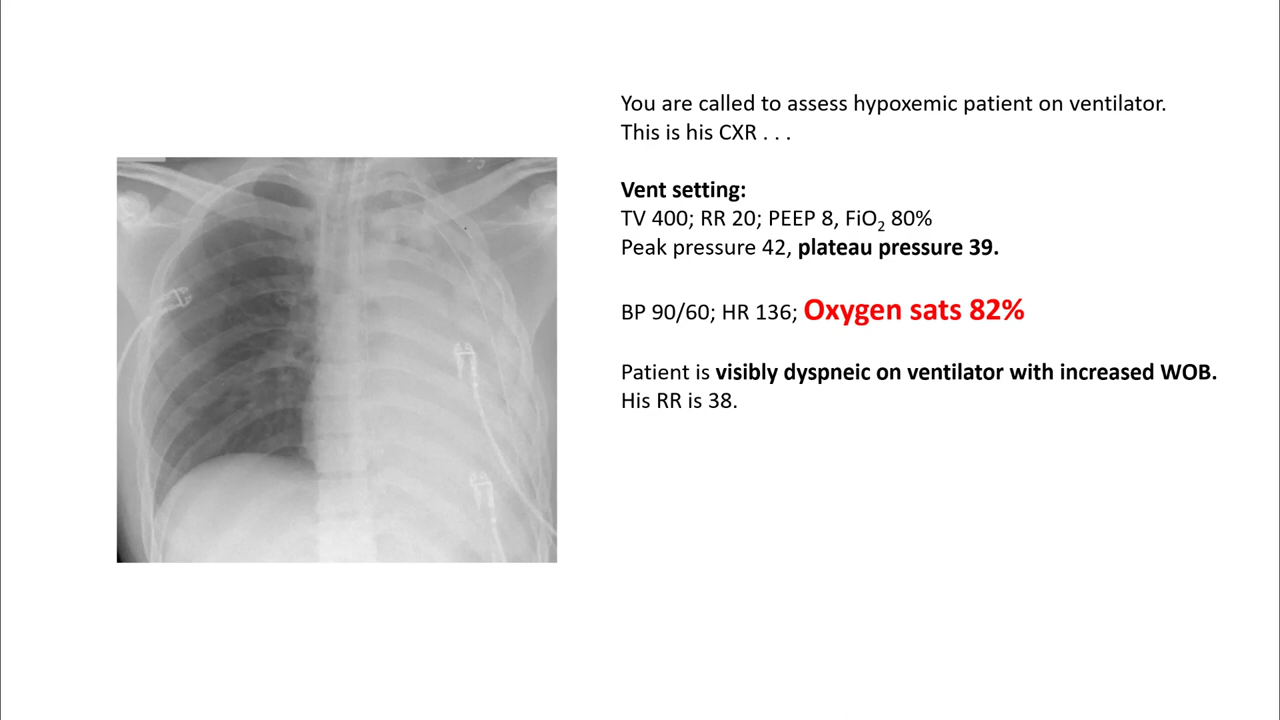 You are called to assess hypoxemic patient on ventilator.
This is his CXR . . .
Vent setting:
TV 400; RR 20; PEEP 8, FiO₂ 80%
Peak pressure 42, plateau pressure 39.
BP 90/60; HR 136; Oxygen sats 82%
Patient is visibly dyspneic on ventilator with increased WOB.
His RR is 38.